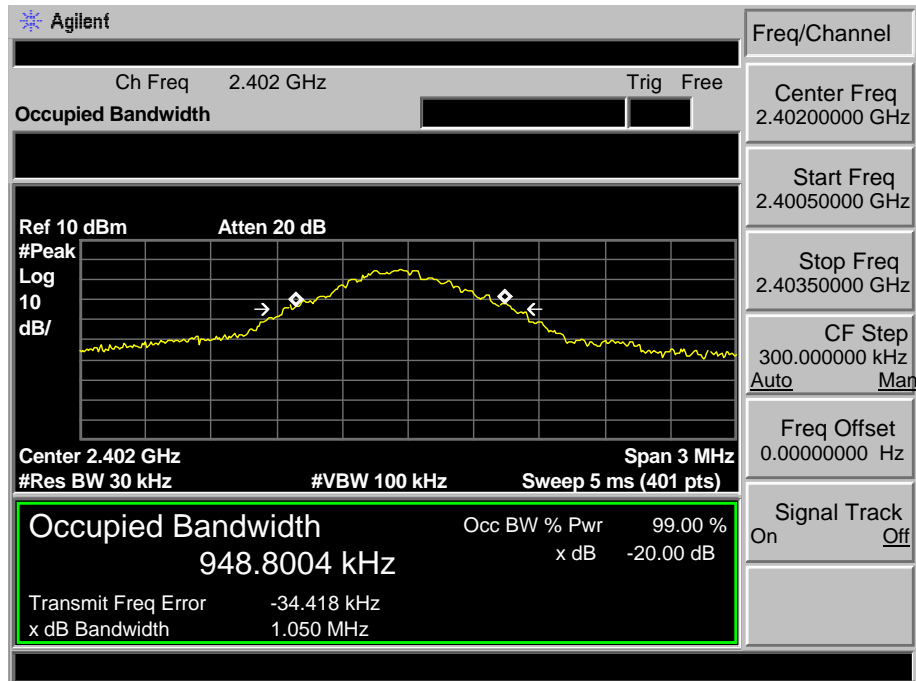 Agilent
Freq/Channel
Ch Freq 2.402 GHz Trig Free
Occupied Bandwidth
Center Freq
2.40200000 GHz
Start Freq
2.40050000 GHz
Stop Freq
2.40350000 GHz
CF Step
300.000000 kHz
Auto Man
Freq Offset
0.00000000 Hz
Signal Track
On Off
Ref 10 dBm Atten 20 dB
#Peak
Log
10
dB/
Center 2.402 GHz Span 3 MHz
#Res BW 30 kHz #VBW 100 kHz Sweep 5 ms (401 pts)
Occupied Bandwidth
948.8004 kHz
Occ BW % Pwr 99.00 %
x dB -20.00 dB
Transmit Freq Error -34.418 kHz
x dB Bandwidth 1.050 MHz